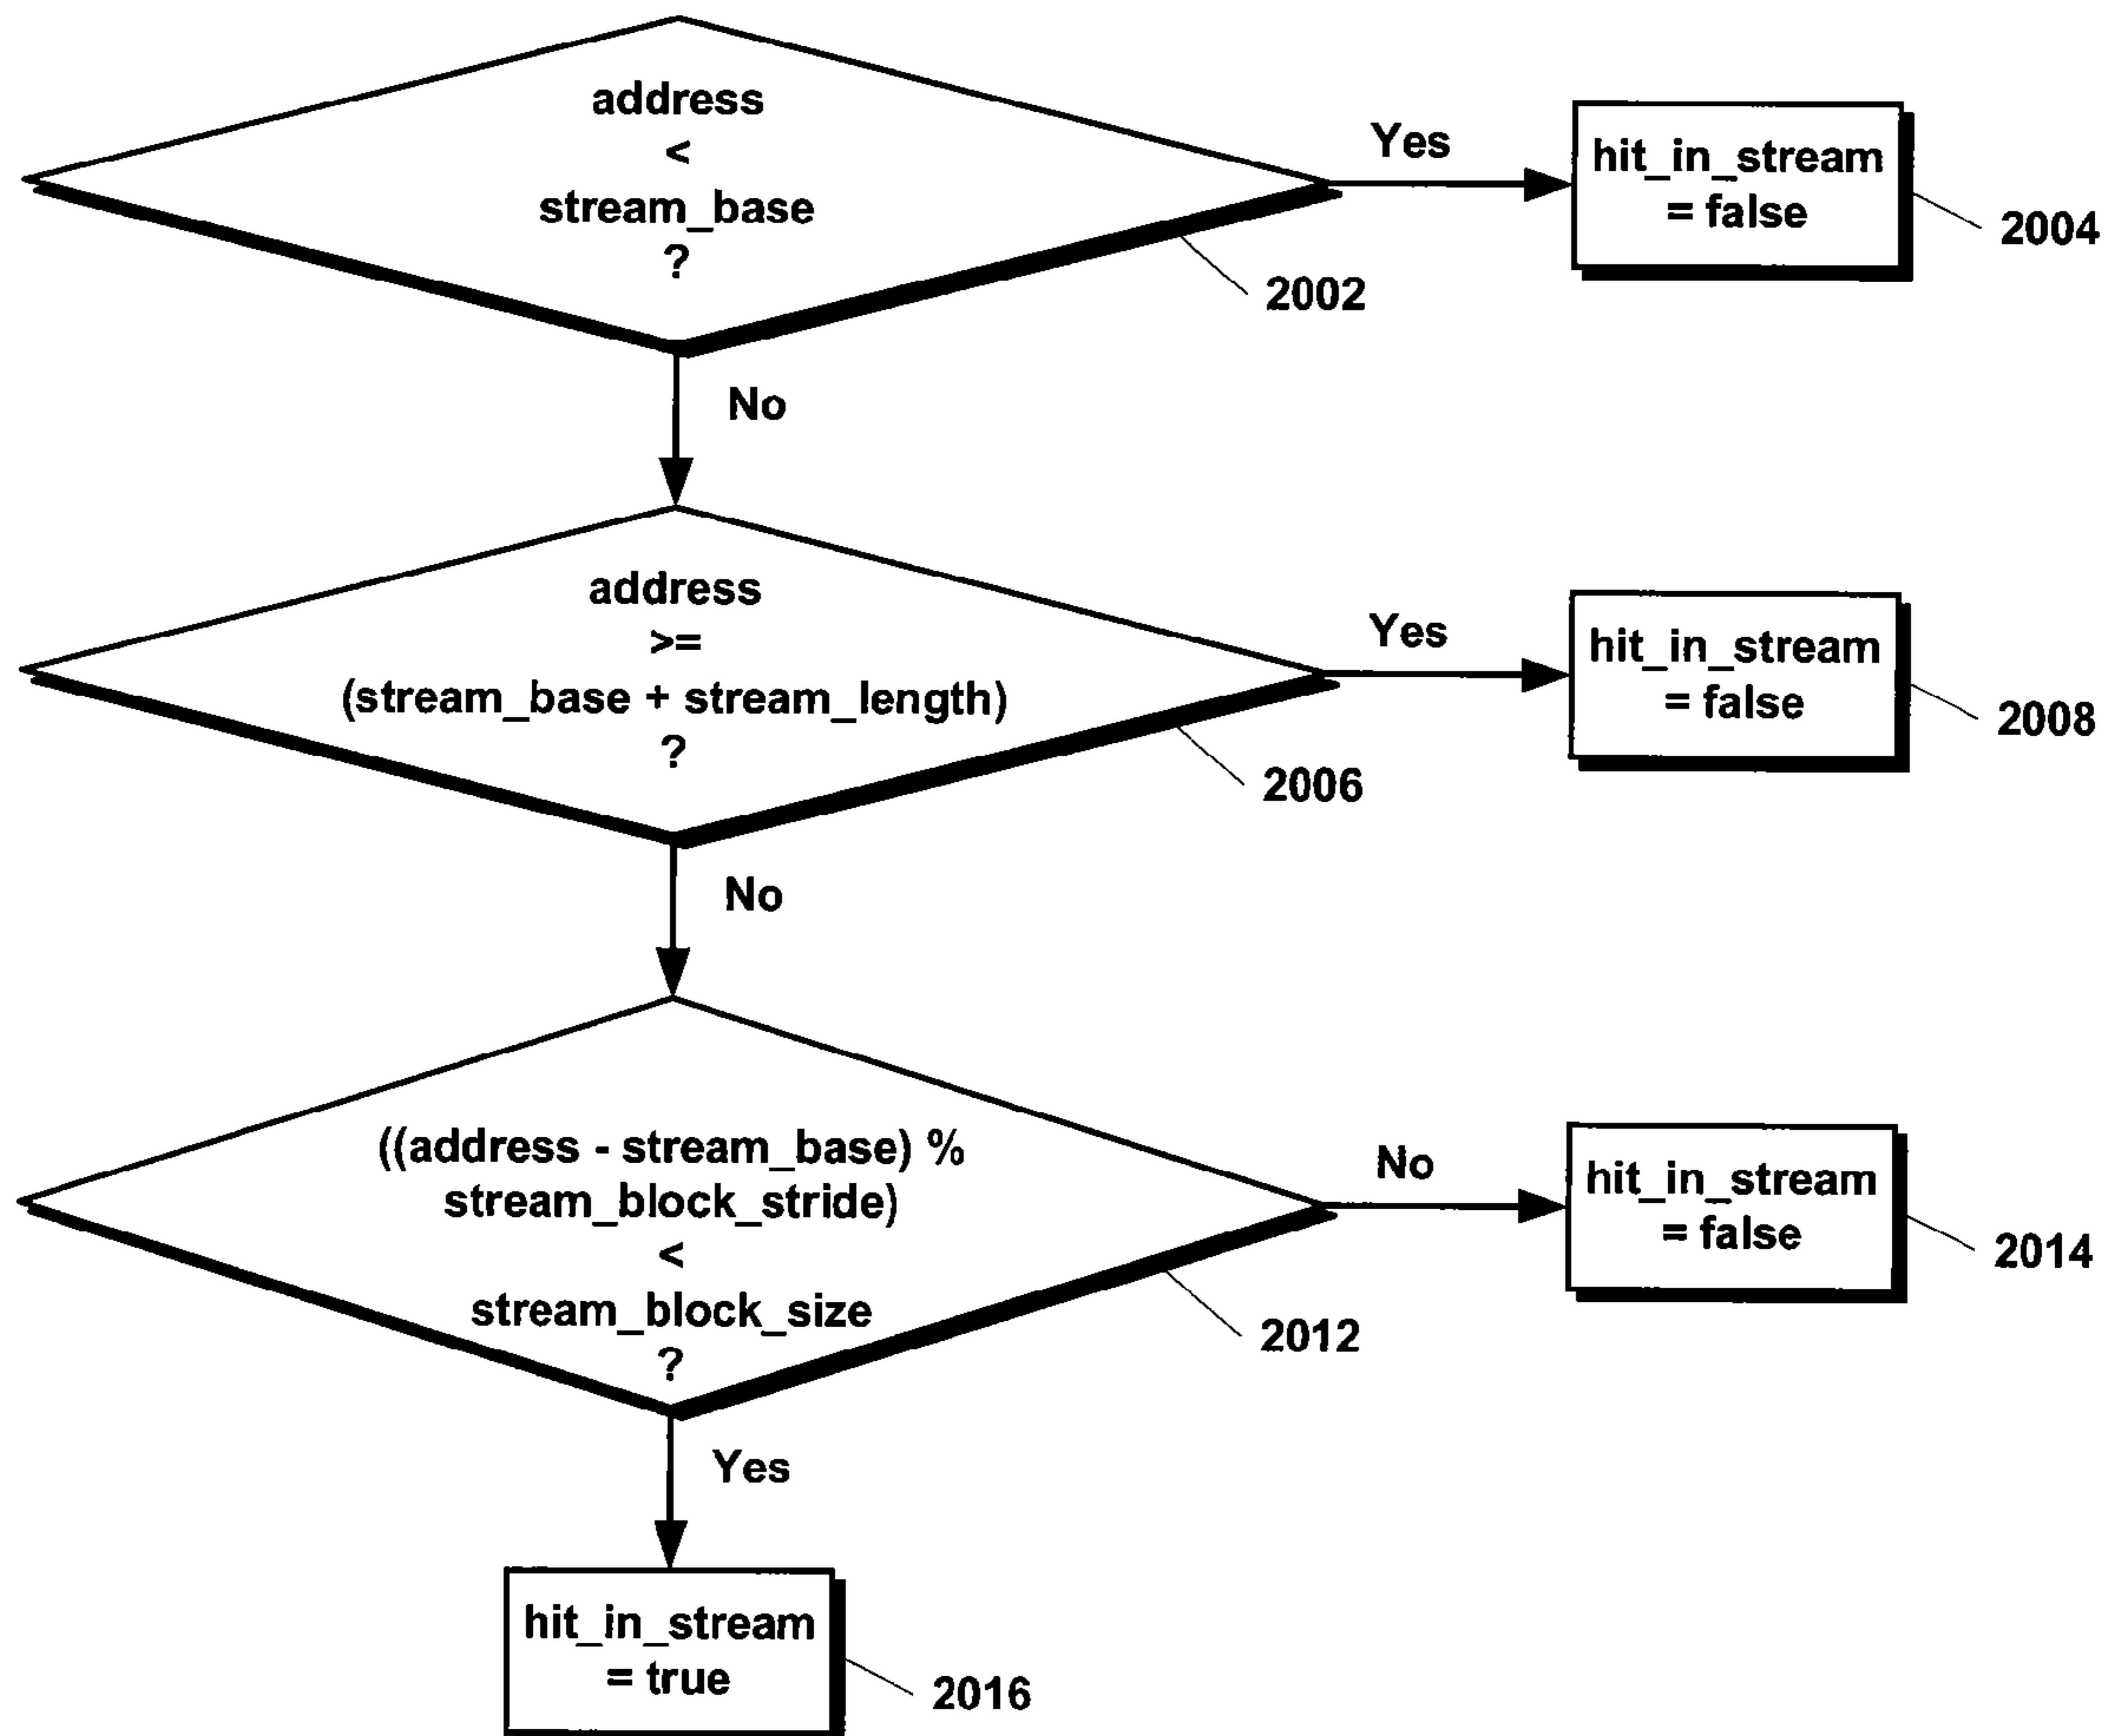 address
<
stream_base
?
Yes
hit_in_stream
= false
2004
2002
No
address
>=
(stream_base + stream_length)
?
Yes
hit_in_stream
= false
2008
2006
No
((address - stream_base) %
stream_block_stride)
<
stream_block_size
?
No
hit_in_stream
= false
2014
2012
Yes
hit_in_stream
= true
2016